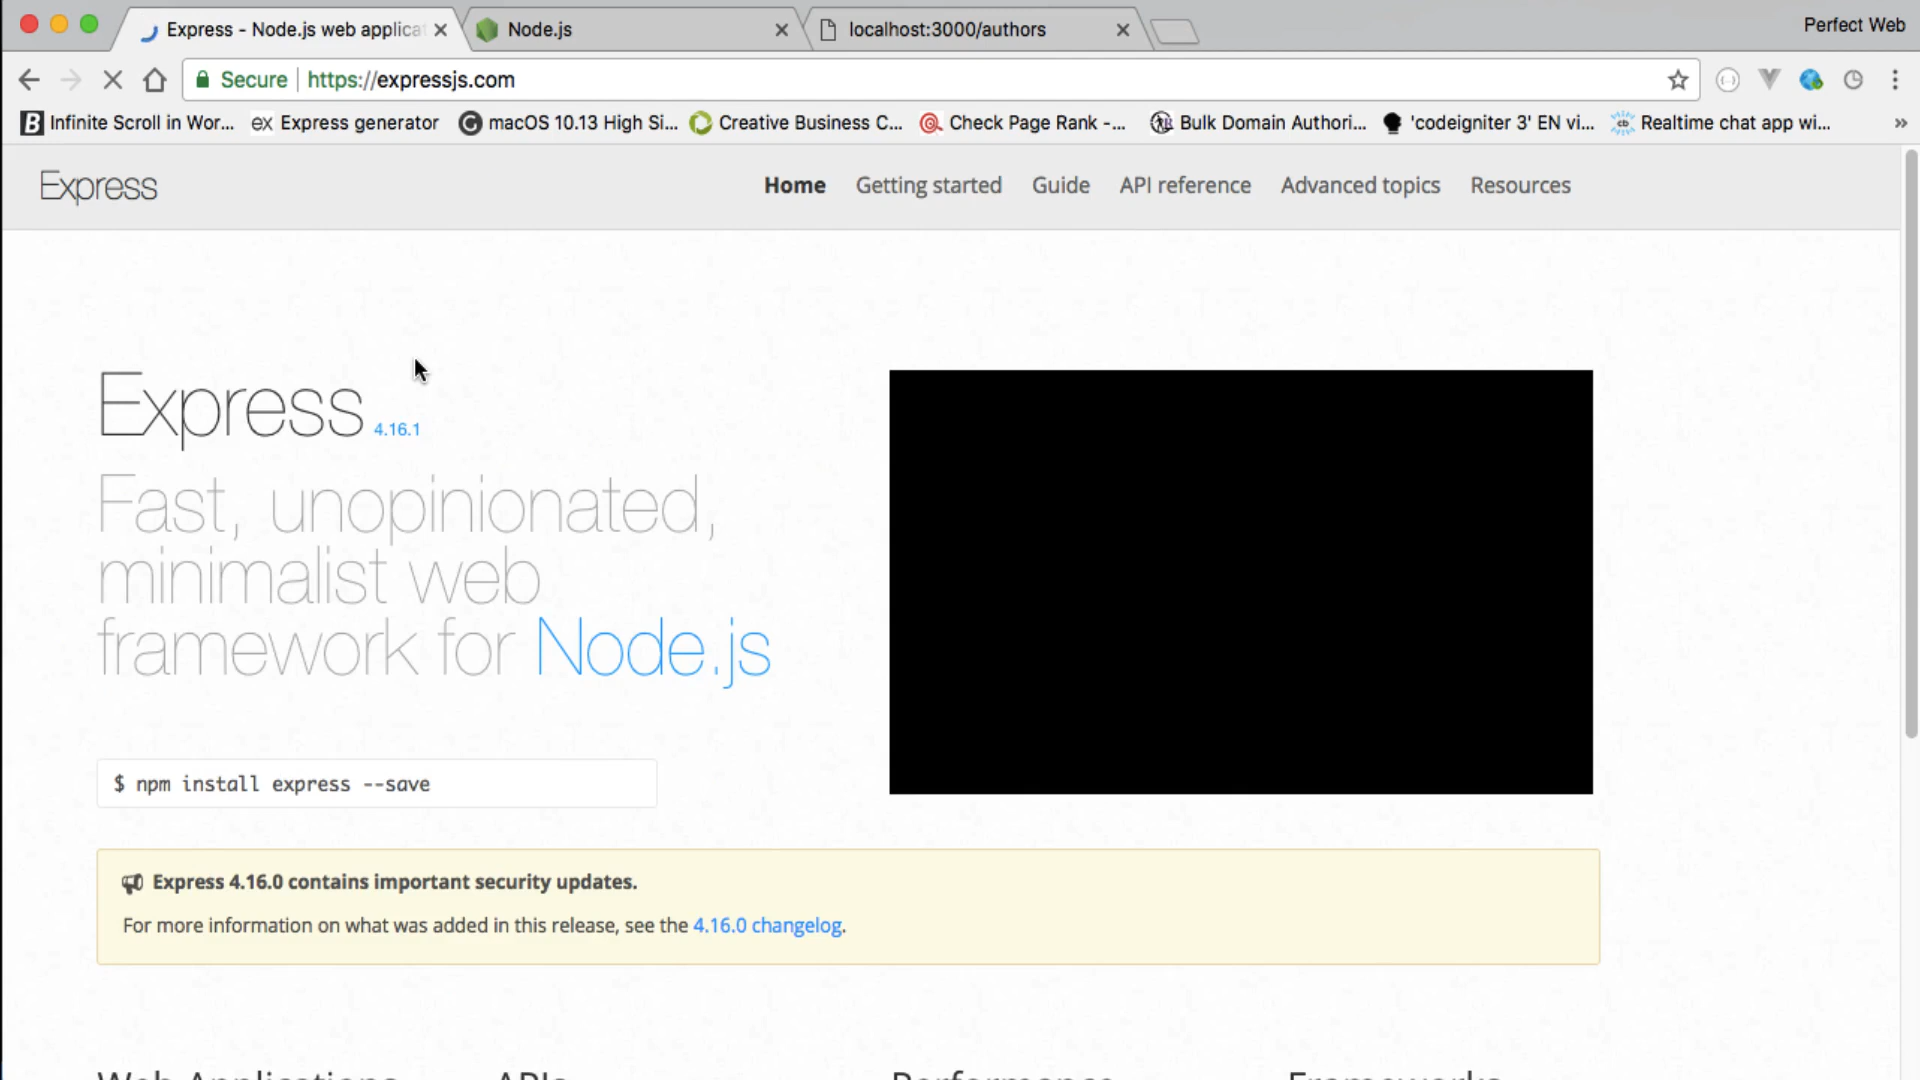 Express - Node.js web applicat
Node.js
localhost:3000/authors
Perfect Web
Secure
https://expressjs.com
Infinite Scroll in Wor...
ex Express generator
macOS 10.13 High Si...
Creative Business C...
Check Page Rank -...
Bulk Domain Authori...
'codeigniter 3' EN vi...
Realtime chat app wi...
»
Express
Home
Getting started
Guide
API reference
Advanced topics
Resources
Express 4.16.1
Fast, unopinionated,
minimalist web
framework for Node.js
$ npm install express --save
Express 4.16.0 contains important security updates.
For more information on what was added in this release, see the 4.16.0 changelog.
Web Applications
APIs
Performance
Frameworks